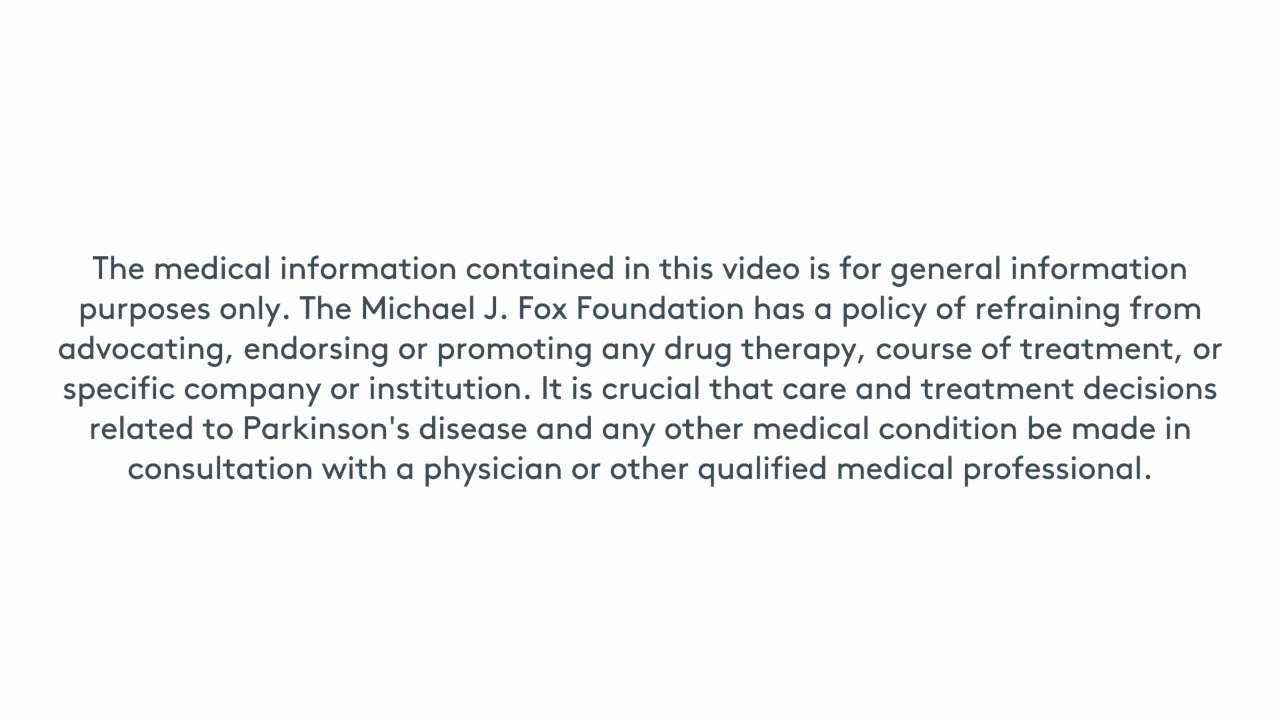 The medical information contained in this video is for general information
purposes only. The Michael J. Fox Foundation has a policy of refraining from
advocating, endorsing or promoting any drug therapy, course of treatment, or
specific company or institution. It is crucial that care and treatment decisions
related to Parkinson's disease and any other medical condition be made in
consultation with a physician or other qualified medical professional.